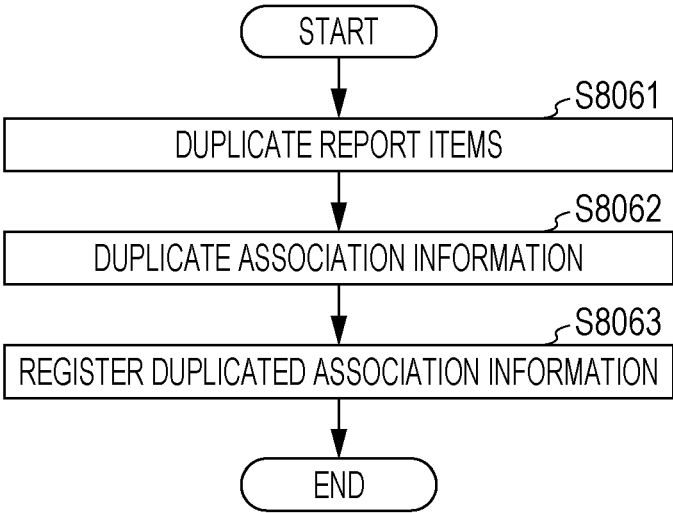 START
S8061
DUPLICATE REPORT ITEMS
S8062
DUPLICATE ASSOCIATION INFORMATION
S8063
REGISTER DUPLICATED ASSOCIATION INFORMATION
END